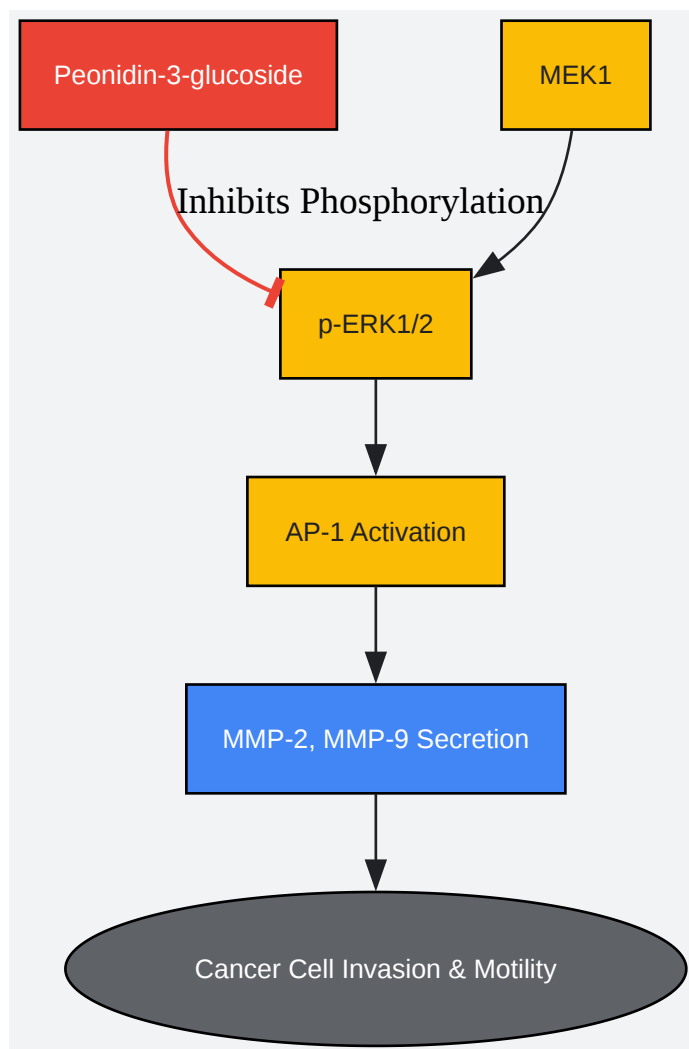 Peonidin-3-glucoside
MEK1
Inhibits Phosphorylation
p-ERK1/2
AP-1 Activation
MMP-2, MMP-9 Secretion
Cancer Cell Invasion & Motility